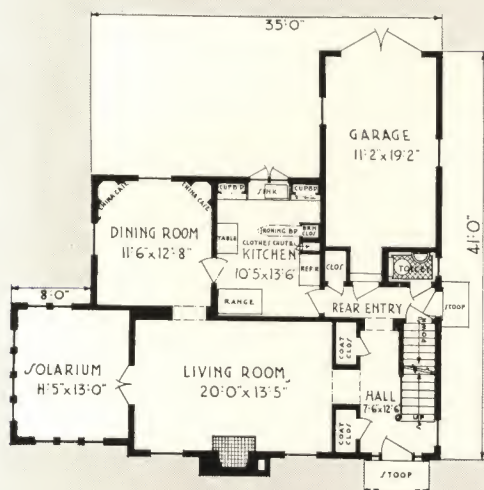 35'-0"
GARAGE
11'-2"x19'-2"
CUPB'D
SINK
CUPB'D
CHINA CASE
CHINA CASE
DINING ROOM
11'-6"x12'-8"
TABLE
IRONING BD
BRM CLOS
CLOTHES CHUTE
KITCHEN
10'-5"x13'-6"
REF'R
RANGE
CLOS
TOILET
41'-0"
REAR ENTRY
STOOP
8'-0"
SOLARIUM
11'-5"x13'-0"
LIVING ROOM
20'-0"x13'-5"
COAT CLOS
DOWN
HALL
7'-6"x12'-6"
UP
COAT CLOS
STOOP